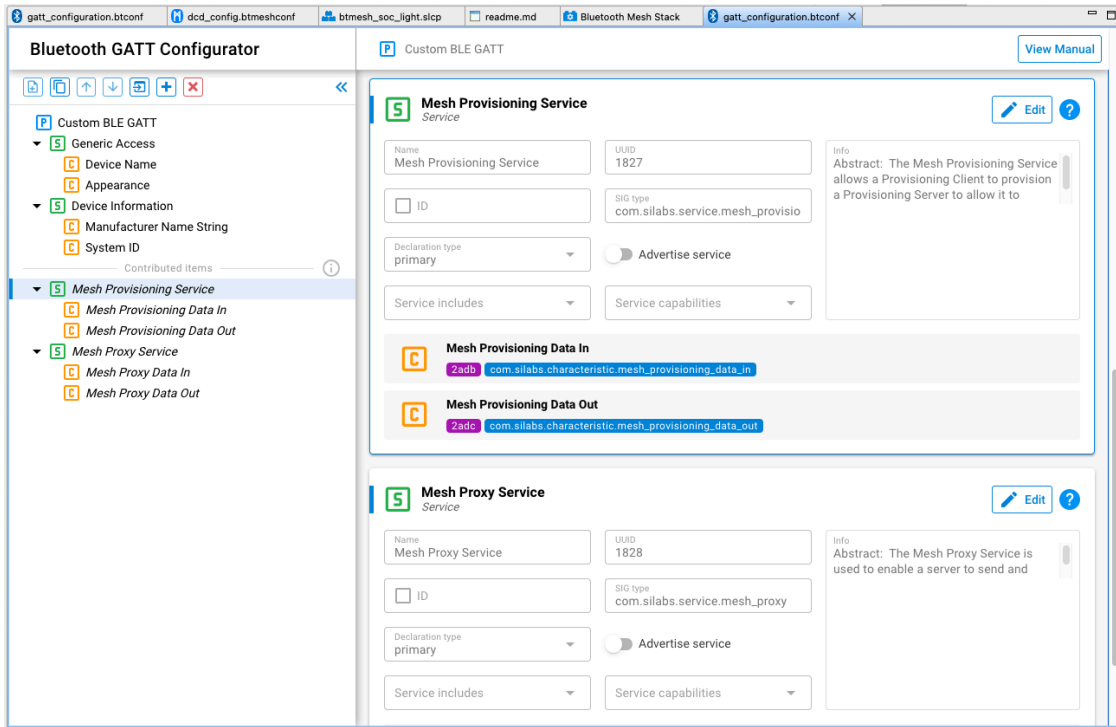 gatt_configuration.btconf
dcd_config.btmeshconf
btmesh_soc_light.slcp
readme.md
Bluetooth Mesh Stack
gatt_configuration.btconf
Bluetooth GATT Configurator
P Custom BLE GATT
View Manual
P Custom BLE GATT
S Generic Access
C Device Name
C Appearance
S Device Information
C Manufacturer Name String
C System ID
Contributed items
S Mesh Provisioning Service
C Mesh Provisioning Data In
C Mesh Provisioning Data Out
S Mesh Proxy Service
C Mesh Proxy Data In
C Mesh Proxy Data Out
S Mesh Provisioning Service
Service
Edit
Name
Mesh Provisioning Service
UUID
1827
Info
Abstract: The Mesh Provisioning Service
allows a Provisioning Client to provision
a Provisioning Server to allow it to
ID
SIG type
com.silabs.service.mesh_provisio
Declaration type
primary
Advertise service
Service includes
Service capabilities
C Mesh Provisioning Data In
2adb com.silabs.characteristic.mesh_provisioning_data_in
C Mesh Provisioning Data Out
2adc com.silabs.characteristic.mesh_provisioning_data_out
S Mesh Proxy Service
Service
Edit
Name
Mesh Proxy Service
UUID
1828
Info
Abstract: The Mesh Proxy Service is
used to enable a server to send and
ID
SIG type
com.silabs.service.mesh_proxy
Declaration type
primary
Advertise service
Service includes
Service capabilities